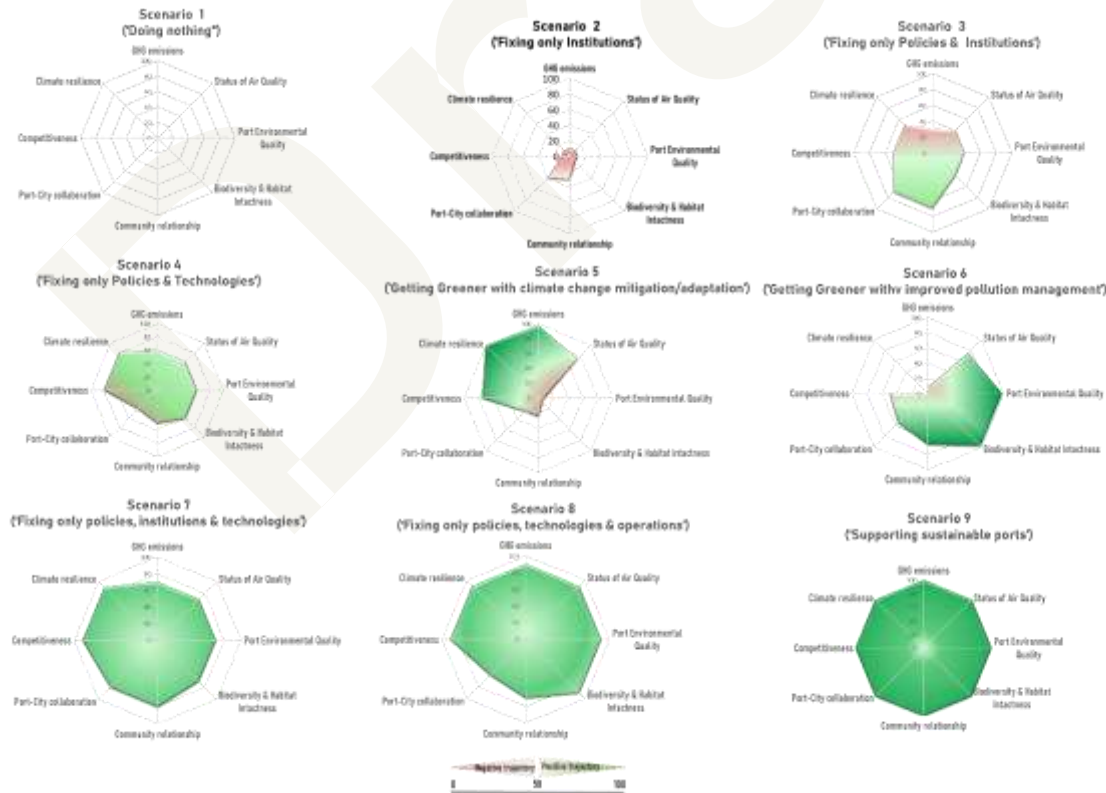 Scenario 1
('Doing nothing")
GHG emissions
Climate resilience
Status of Air Quality
Competitiveness
Port Environmental
Quality
Port-City collaboration
Biodiversity & Habitat
Intactness
Community relationship
Scenario 2
('Fixing only Institutions')
GHG emissions
100
80
60
40
20
Climate resilience
Status of Air Quality
Competitiveness
Port Environmental
Quality
Port-City collaboration
Biodiversity & Habitat
Intactness
Community relationship
Scenario 3
('Fixing only Policies & Institutions')
GHG emissions
Climate resilience
Status of Air Quality
Competitiveness
Port Environmental
Quality
Port-City collaboration
Biodiversity & Habitat
Intactness
Community relationship
Scenario 4
('Fixing only Policies & Technologies')
GHG emissions
100
Climate resilience
Status of Air Quality
Competitiveness
Port Environmental
Quality
Port-City collaboration
Biodiversity & Habitat
Intactness
Community relationship
Scenario 5
('Getting Greener with climate change mitigation/adaptation')
GHG emissions
Climate resilience
Status of Air Quality
Competitiveness
Port Environmental Quality
Port-City collaboration
Biodiversity & Habitat Intactness
Community relationship
Scenario 6
('Getting Greener withv improved pollution management')
GHG emissions
Climate resilience
Status of Air Quality
Competitiveness
Port Environmental
Quality
Port-City collaboration
Biodiversity & Habitat Intactness
Community relationship
Scenario 7
('Fixing only policies, institutions & technologies')
GHG emissions
Climate resilience
Status of Air Quality
Competitiveness
Port Environmental Quality
Port-City collaboration
Biodiversity & Habitat
Intactness
Community relationship
Scenario 8
('Fixing only policies, technologies & operations')
GHG emissions
Climate resilience
Status of Air Quality
Competitiveness
Port Environmental
Quality
Port-City collaboration
Biodiversity & Habitat
Intactness
Community relationship
Scenario 9
('Supporting sustainable ports')
GHG emissions
100
Climate resilience
Status of Air Quality
Competitiveness
Port Environmental
Quality
Port-City collaboration
Biodiversity & Habitat
Intactness
Community relationship
Negative trajectory
Positive trajectory
0
50
100